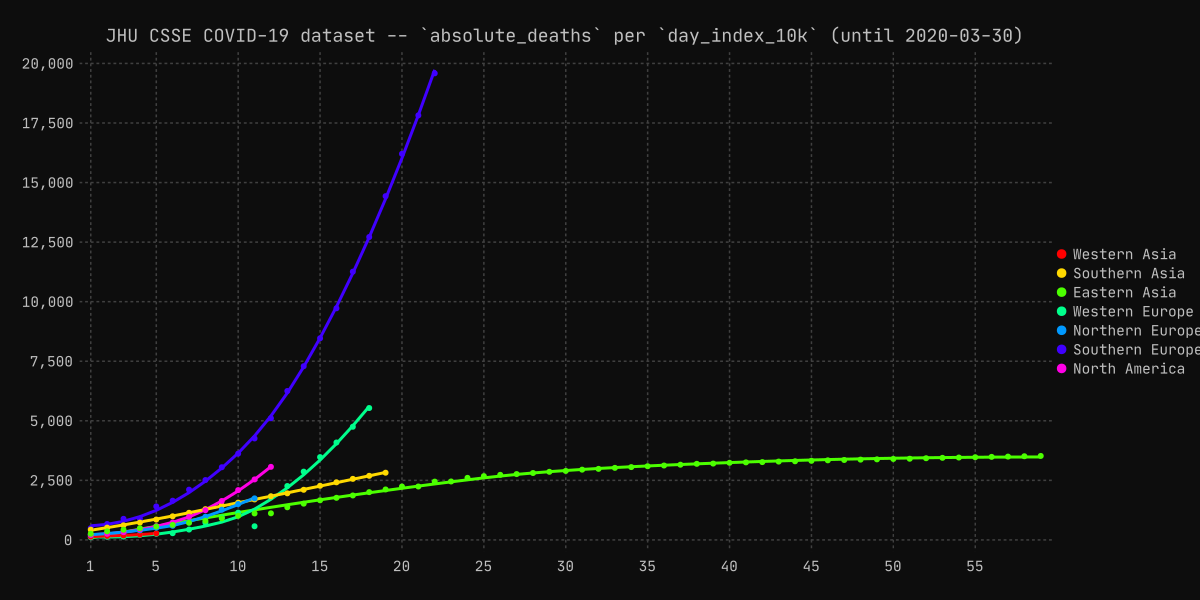 JHU CSSE COVID-19 dataset -- `absolute_deaths` per `day_index_10k` (until 2020-03-30)
20,000
17,500
15,000
12,500
10,000
7,500
5,000
2,500
0
1 5 10 15 20 25 30 35 40 45 50 55
Western Asia
Southern Asia
Eastern Asia
Western Europe
Northern Europe
Southern Europe
North America